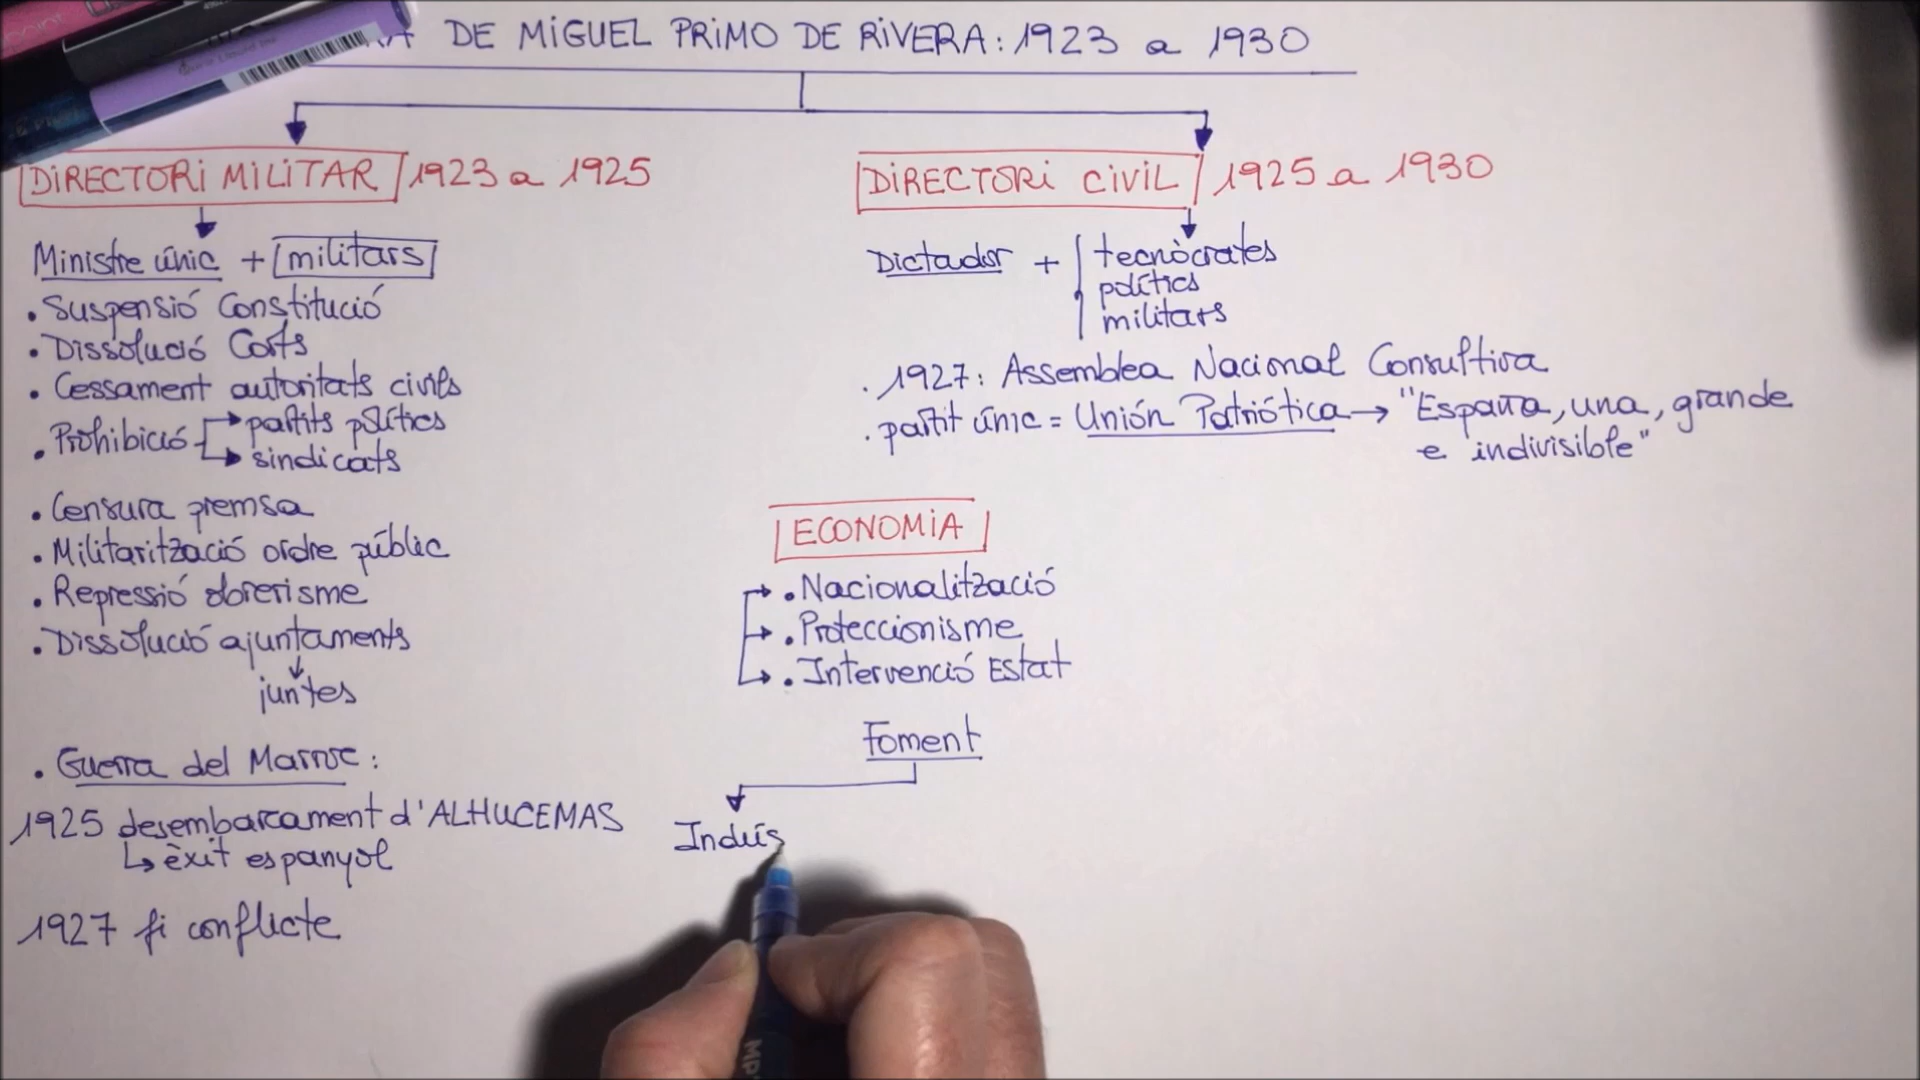 DE MIGUEL PRIMO DE RIVERA: 1923 a 1930
DIRECTORI MILITAR 1923 a 1925
Ministre únic + militars
. Suspensió Constitució
. Dissolució Corts
. Cessament autoritats civils
. Prohibició → partits polítics
→ sindicats
. Censura premsa
. Militarització ordre públic
. Repressió obrerisme
. Dissolució ajuntaments
↓
juntes
. Guerra del Marroc:
1925 desembarcament d'ALHUCEMAS
↳ èxit espanyol
1927 fi conflicte
DIRECTORI CIVIL 1925 a 1930
Dictador + tecnòcrates
polítics
militars
. 1927: Assemblea Nacional Consultiva
. partit únic = Unión Patriótica → "España, una, grande
e indivisible"
ECONOMIA
→ . Nacionalització
→ . Proteccionisme
→ . Intervenció Estat
Foment
Indús